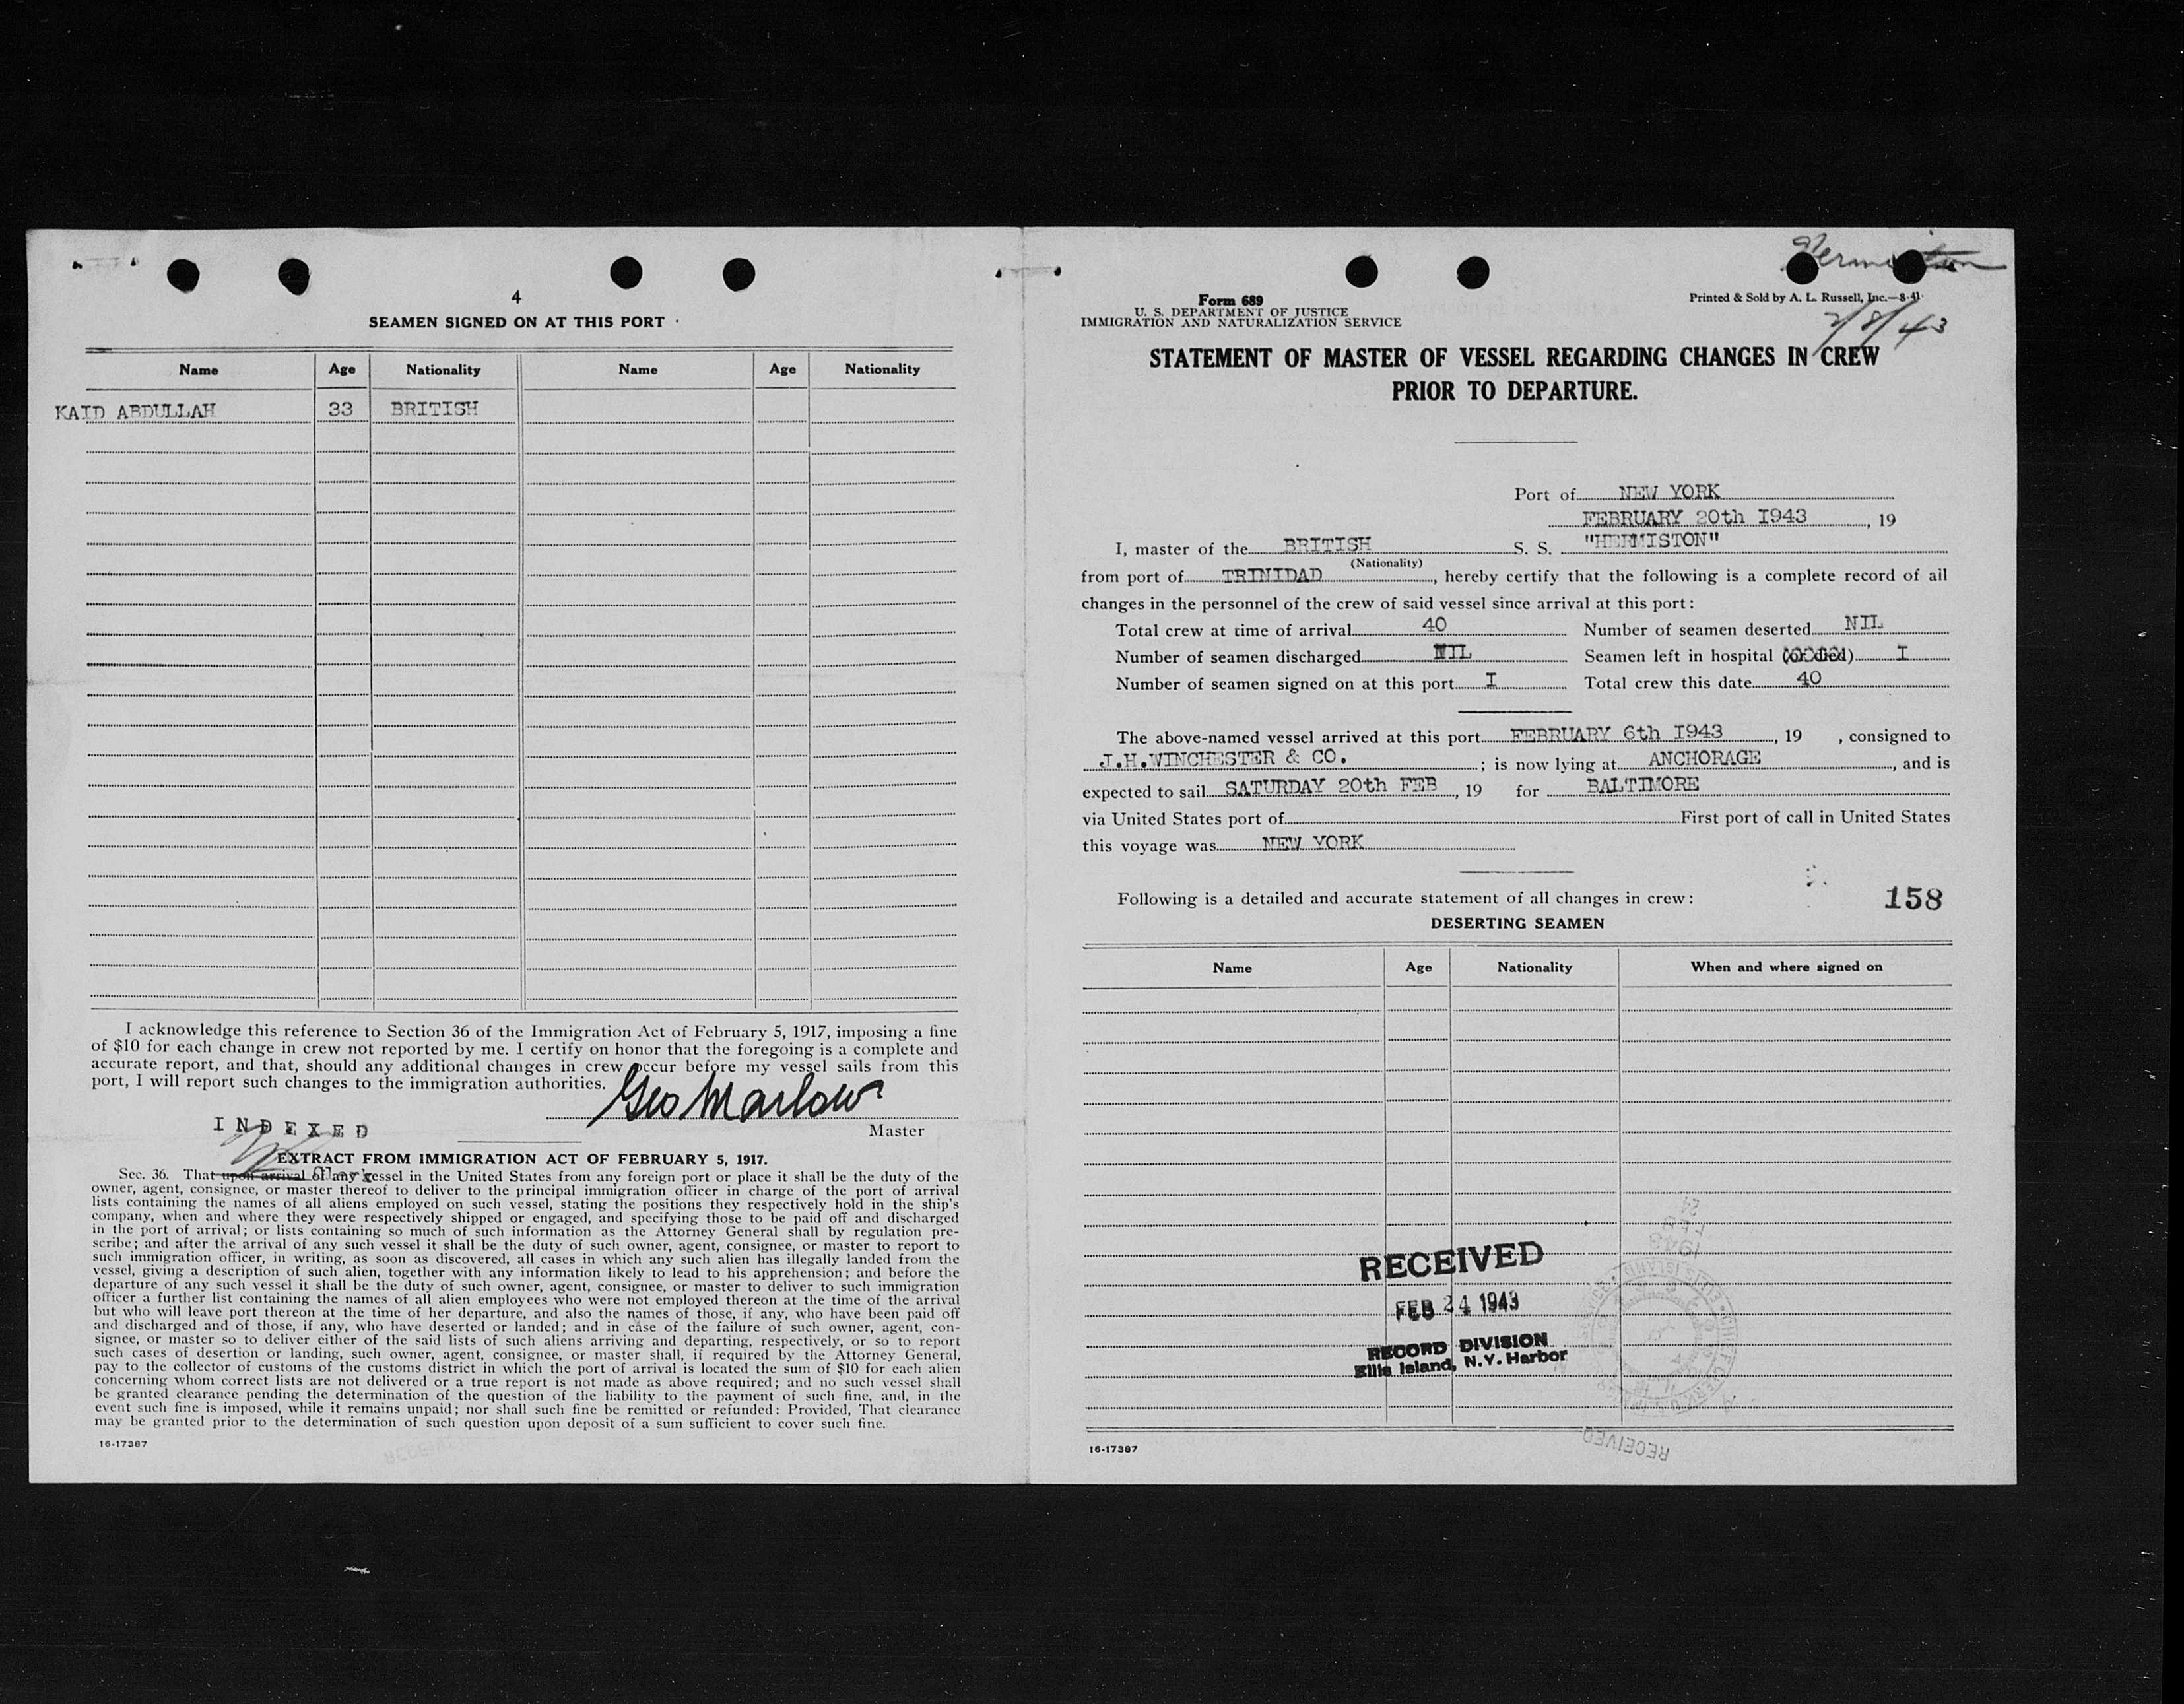 4
SEAMEN SIGNED ON AT THIS PORT
Name Age Nationality Name Age Nationality
KAID ABDULLAH 33 BRITISH
I acknowledge this reference to Section 36 of the Immigration Act of February 5, 1917, imposing a fine
of $10 for each change in crew not reported by me. I certify on honor that the foregoing is a complete and
accurate report, and that, should any additional changes in crew occur before my vessel sails from this
port, I will report such changes to the immigration authorities.
Geo Marlow
Master
INDEXED
EXTRACT FROM IMMIGRATION ACT OF FEBRUARY 5, 1917.
Sec. 36. That upon arrival of any vessel in the United States from any foreign port or place it shall be the duty of the
owner, agent, consignee, or master thereof to deliver to the principal immigration officer in charge of the port of arrival
lists containing the names of all aliens employed on such vessel, stating the positions they respectively hold in the ship's
company, when and where they were respectively shipped or engaged, and specifying those to be paid off and discharged
in the port of arrival; or lists containing so much of such information as the Attorney General shall by regulation pre-
scribe; and after the arrival of any such vessel it shall be the duty of such owner, agent, consignee, or master to report to
such immigration officer, in writing, as soon as discovered, all cases in which any such alien has illegally landed from the
vessel, giving a description of such alien, together with any information likely to lead to his apprehension; and before the
departure of any such vessel it shall be the duty of such owner, agent, consignee, or master to deliver to such immigration
officer a further list containing the names of all alien employees who were not employed thereon at the time of the arrival
but who will leave port thereon at the time of her departure, and also the names of those, if any, who have been paid off
and discharged and of those, if any, who have deserted or landed; and in case of the failure of such owner, agent, con-
signee, or master so to deliver either of the said lists of such aliens arriving and departing, respectively, or so to report
such cases of desertion or landing, such owner, agent, consignee, or master shall, if required by the Attorney General,
pay to the collector of customs of the customs district in which the port of arrival is located the sum of $10 for each alien
concerning whom correct lists are not delivered or a true report is not made as above required; and no such vessel shall
be granted clearance pending the determination of the question of the liability to the payment of such fine, and, in the
event such fine is imposed, while it remains unpaid; nor shall such fine be remitted or refunded: Provided, That clearance
may be granted prior to the determination of such question upon deposit of a sum sufficient to cover such fine.
16-17387
Hermiston
Form 689
U. S. DEPARTMENT OF JUSTICE
IMMIGRATION AND NATURALIZATION SERVICE
Printed & Sold by A. L. Russell, Inc.—8-41
2/8/43
STATEMENT OF MASTER OF VESSEL REGARDING CHANGES IN CREW
PRIOR TO DEPARTURE.
Port of NEW YORK
FEBRUARY 20th I943, 19
I, master of the BRITISH S. S. "HERMISTON"
(Nationality)
from port of TRINIDAD, hereby certify that the following is a complete record of all
changes in the personnel of the crew of said vessel since arrival at this port:
Total crew at time of arrival 40 Number of seamen deserted NIL
Number of seamen discharged NIL Seamen left in hospital (or died) I
Number of seamen signed on at this port I Total crew this date 40
The above-named vessel arrived at this port FEBRUARY 6th I943, 19 , consigned to
J.H.WINCHESTER & CO. ; is now lying at ANCHORAGE, and is
expected to sail SATURDAY 20th FEB, 19 for BALTIMORE
via United States port of First port of call in United States
this voyage was NEW YORK
Following is a detailed and accurate statement of all changes in crew:
158
DESERTING SEAMEN
Name Age Nationality When and where signed on
RECEIVED
FEB 24 1943
RECORD DIVISION
Ellis Island, N.Y. Harbor
1943
FEB
24
RECEIVED
16-17387